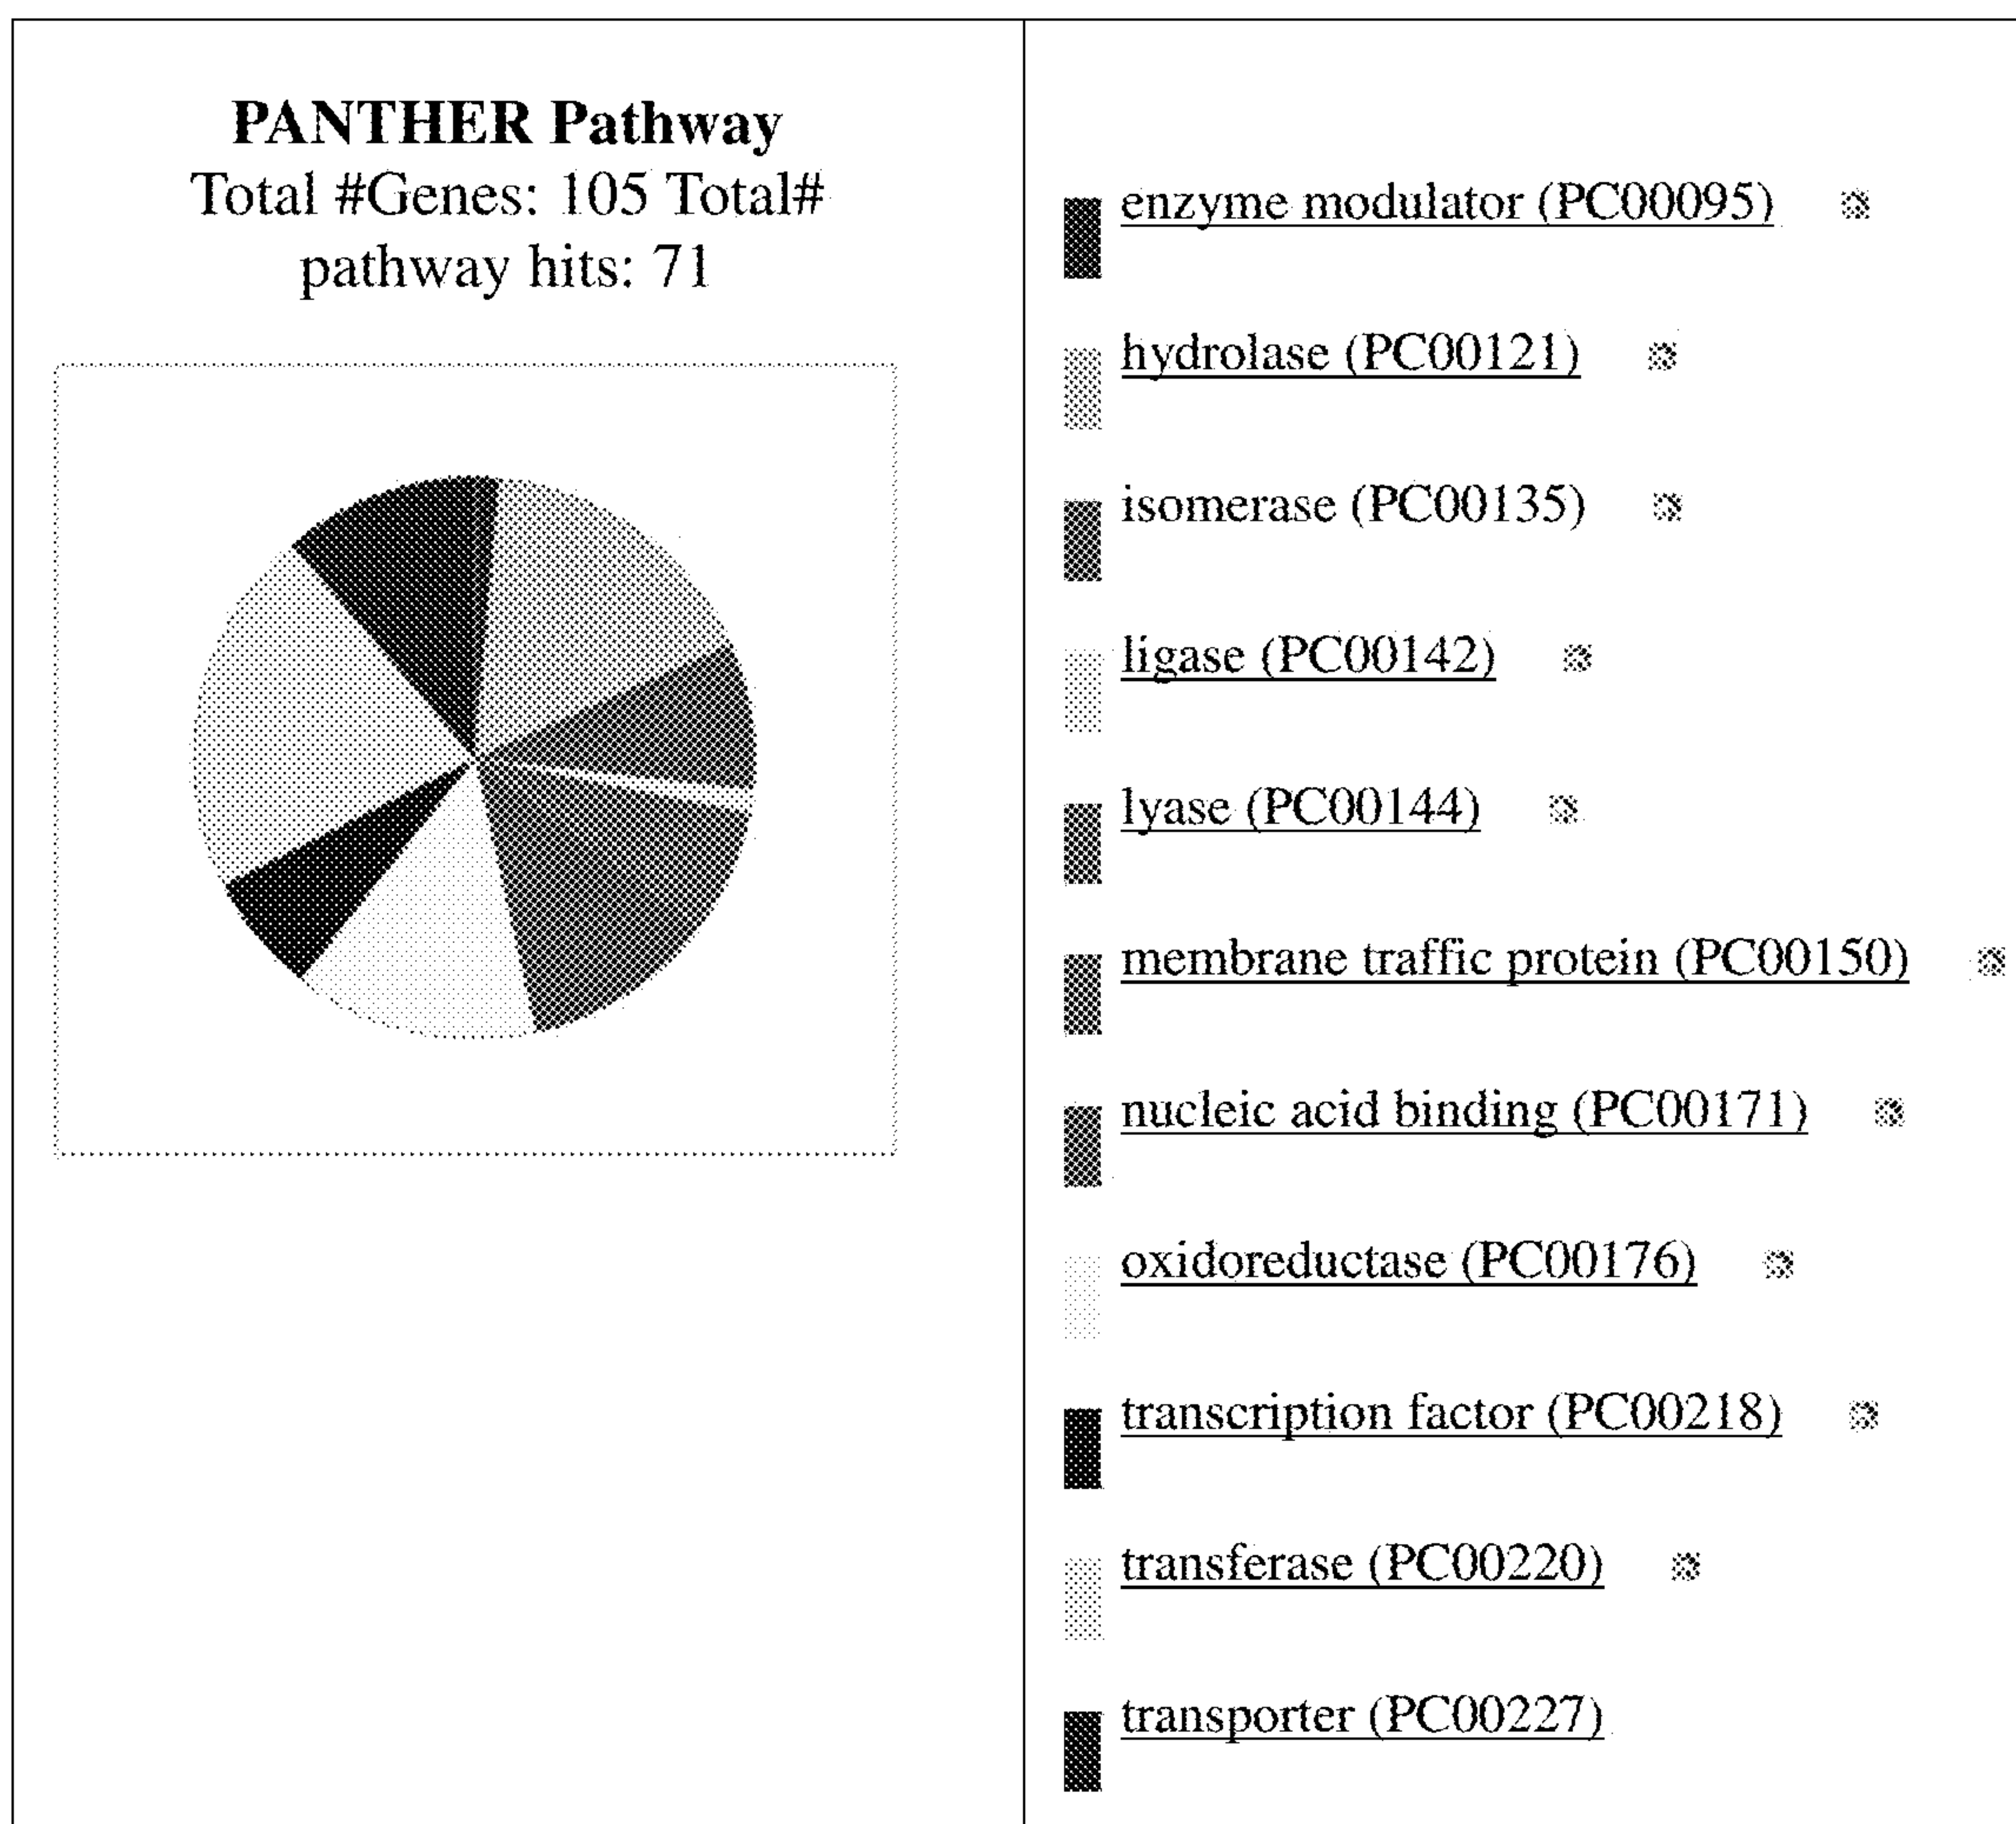 PANTHER Pathway
Total #Genes: 105 Total#
pathway hits: 71
enzyme modulator (PC00095)
hydrolase (PC00121)
isomerase (PC00135)
ligase (PC00142)
lyase (PC00144)
membrane traffic protein (PC00150)
nucleic acid binding (PC00171)
oxidoreductase (PC00176)
transcription factor (PC00218)
transferase (PC00220)
transporter (PC00227)